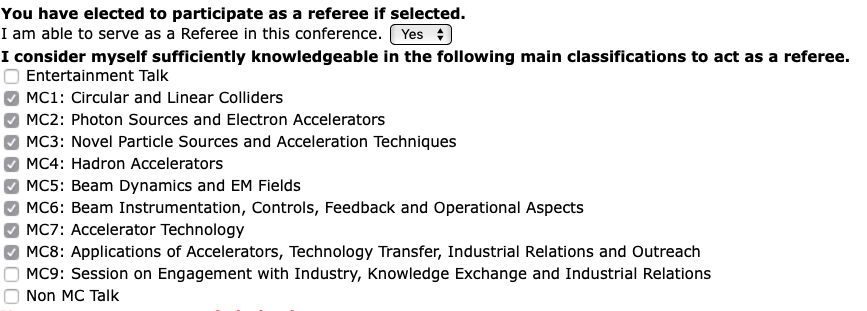 You have elected to participate as a referee if selected.
I am able to serve as a Referee in this conference. Yes
I consider myself sufficiently knowledgeable in the following main classifications to act as a referee.
Entertainment Talk
MC1: Circular and Linear Colliders
MC2: Photon Sources and Electron Accelerators
MC3: Novel Particle Sources and Acceleration Techniques
MC4: Hadron Accelerators
MC5: Beam Dynamics and EM Fields
MC6: Beam Instrumentation, Controls, Feedback and Operational Aspects
MC7: Accelerator Technology
MC8: Applications of Accelerators, Technology Transfer, Industrial Relations and Outreach
MC9: Session on Engagement with Industry, Knowledge Exchange and Industrial Relations
Non MC Talk